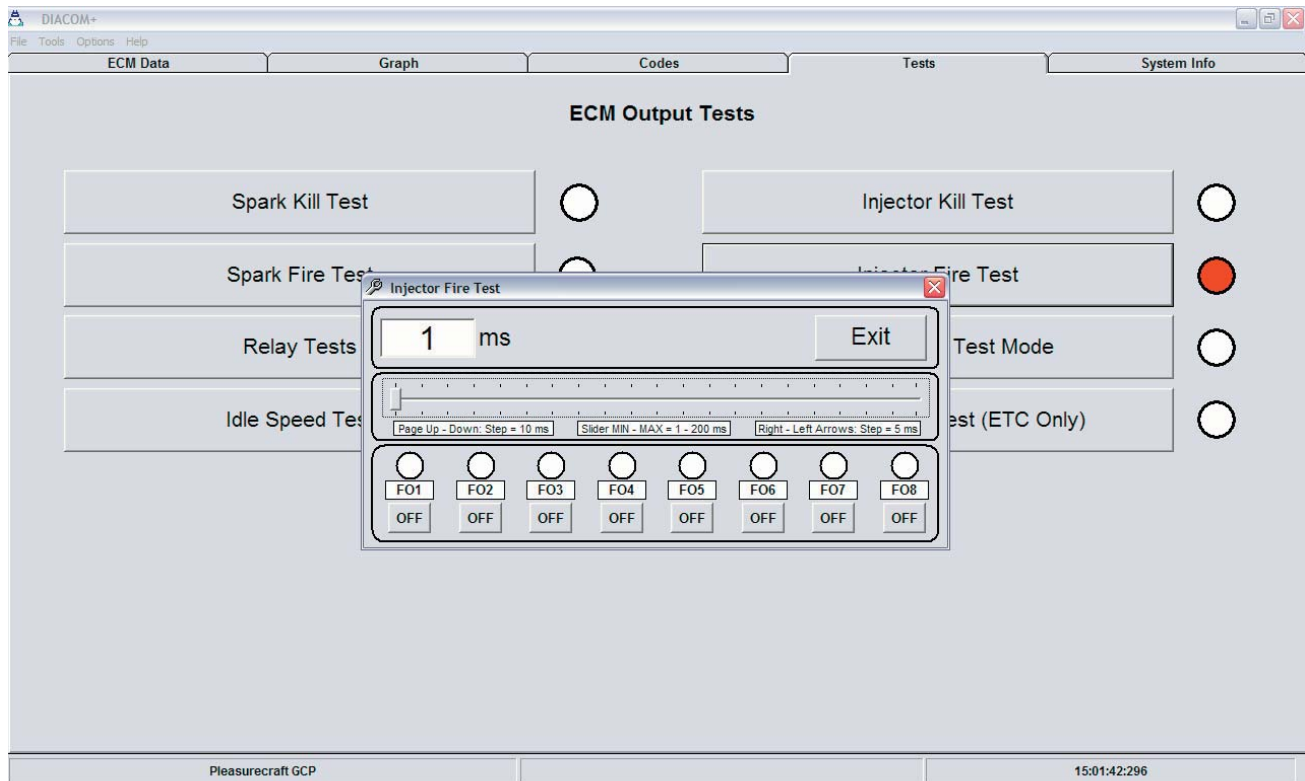 DIACOM+
File Tools Options Help
ECM Data Graph Codes Tests System Info
ECM Output Tests
Spark Kill Test Injector Kill Test
Spark Fire Test Fire Test
Injector Fire Test
1 ms Exit
Relay Tests Test Mode
Idle Speed (ETC Only)
Page Up - Down: Step = 10 ms Slider MIN - MAX = 1 - 200 ms Right - Left Arrows: Step = 5 ms
FO1 FO2 FO3 FO4 FO5 FO6 FO7 FO8
OFF OFF OFF OFF OFF OFF OFF OFF
Pleasurecraft GCP 15:01:42:296